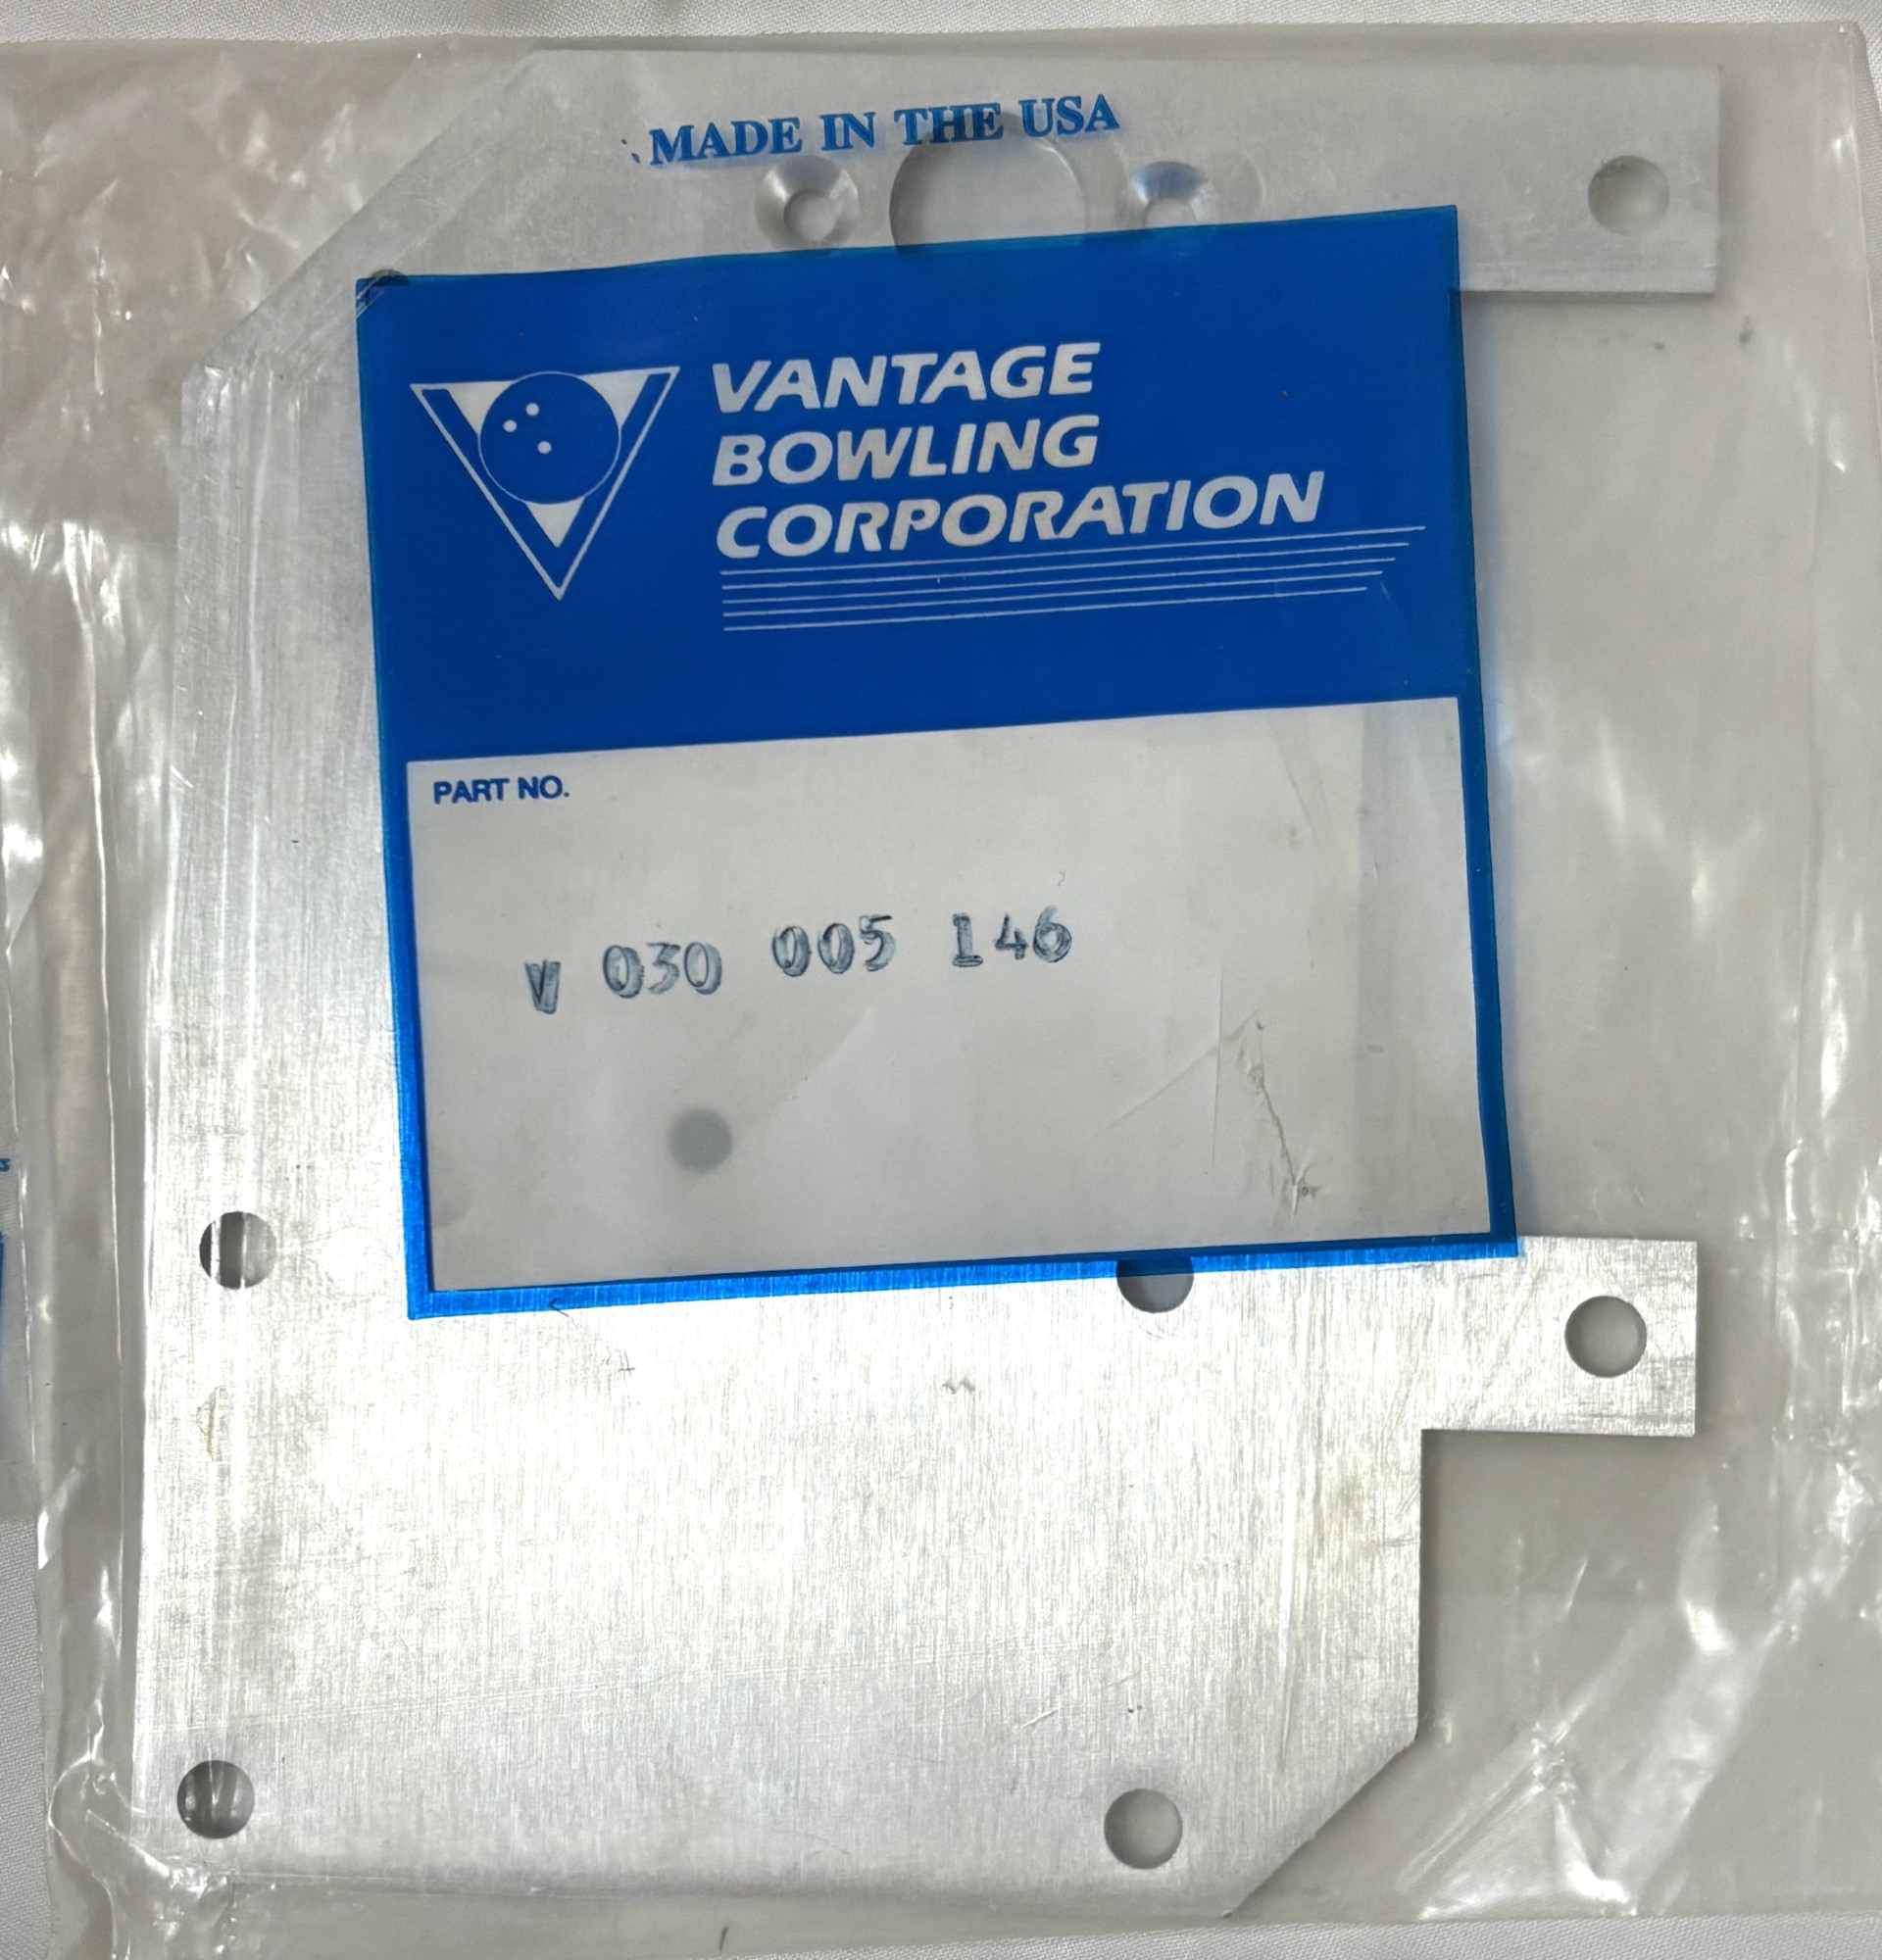 MADE IN THE USA
VANTAGE
BOWLING
CORPORATION
PART NO.
V 030 005 146